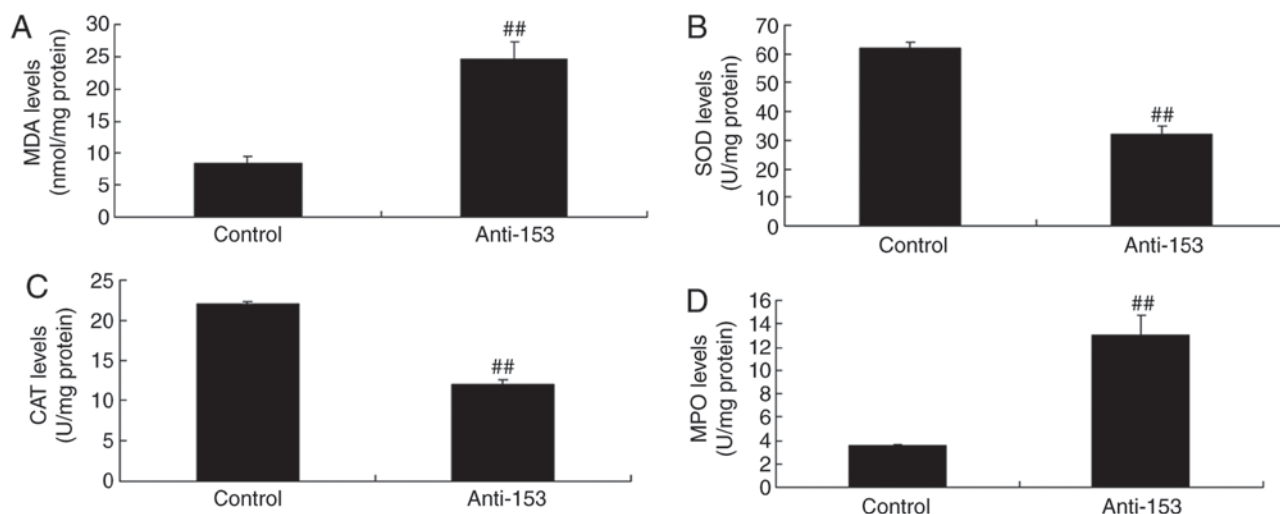 A
MDA levels
(nmol/mg protein)
30
25
20
15
10
5
0
##
Control
Anti-153
B
SOD levels
(U/mg protein)
70
60
50
40
30
20
10
0
##
Control
Anti-153
C
CAT levels
(U/mg protein)
25
20
15
10
5
0
##
Control
Anti-153
D
MPO levels
(U/mg protein)
16
14
12
10
8
6
4
2
0
##
Control
Anti-153